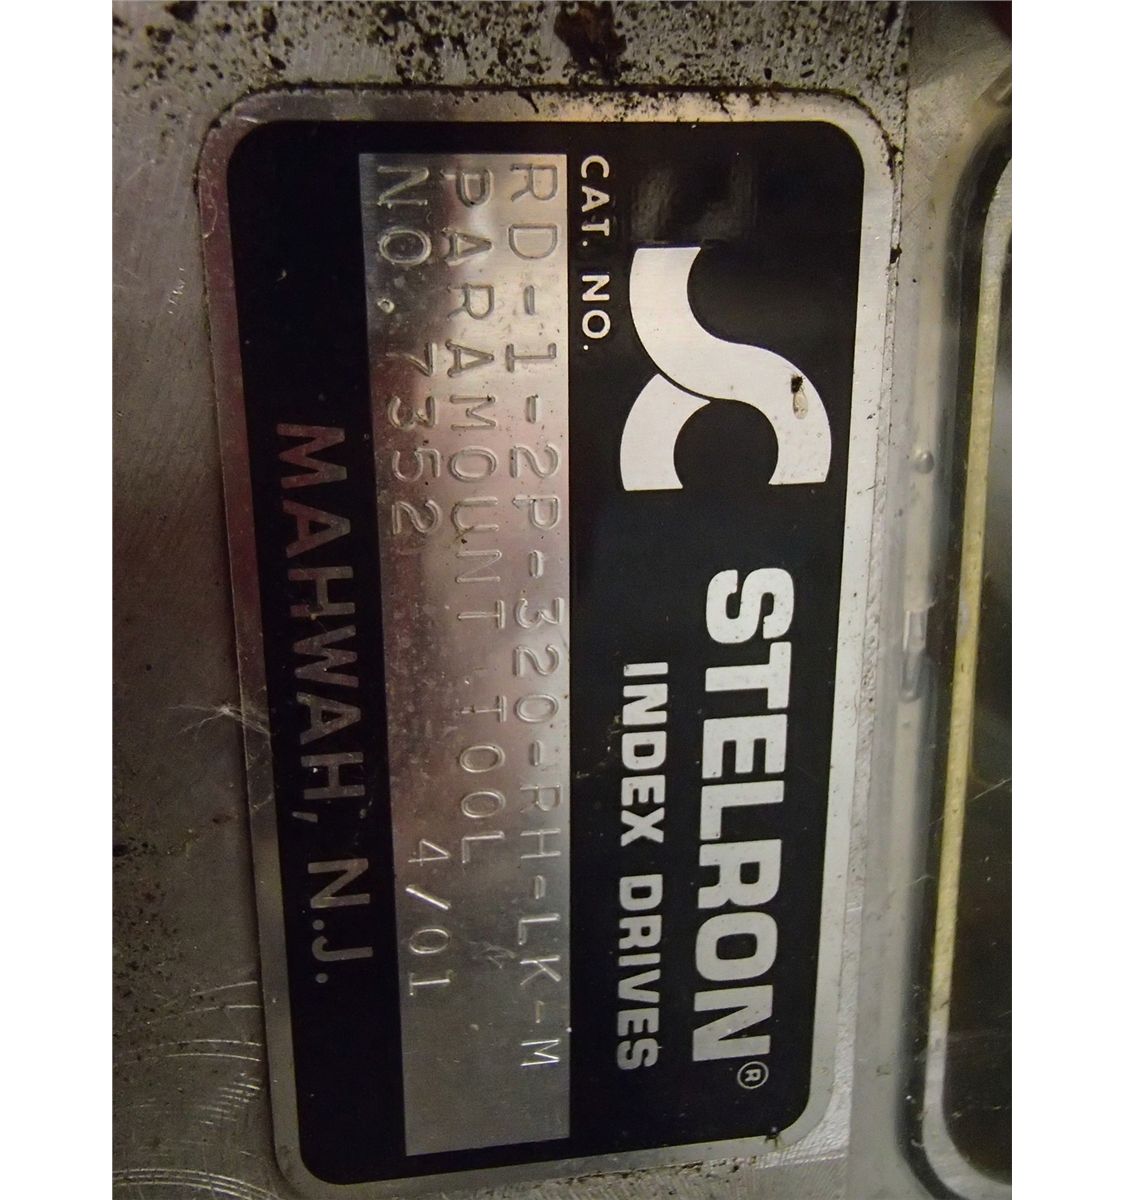 STELRON®
INDEX DRIVES
CAT. NO.
RD-1-2P-320-RH-LK-M
PARAMOUNT TOOL
NO. 7352 4/01
MAHWAH, N.J.